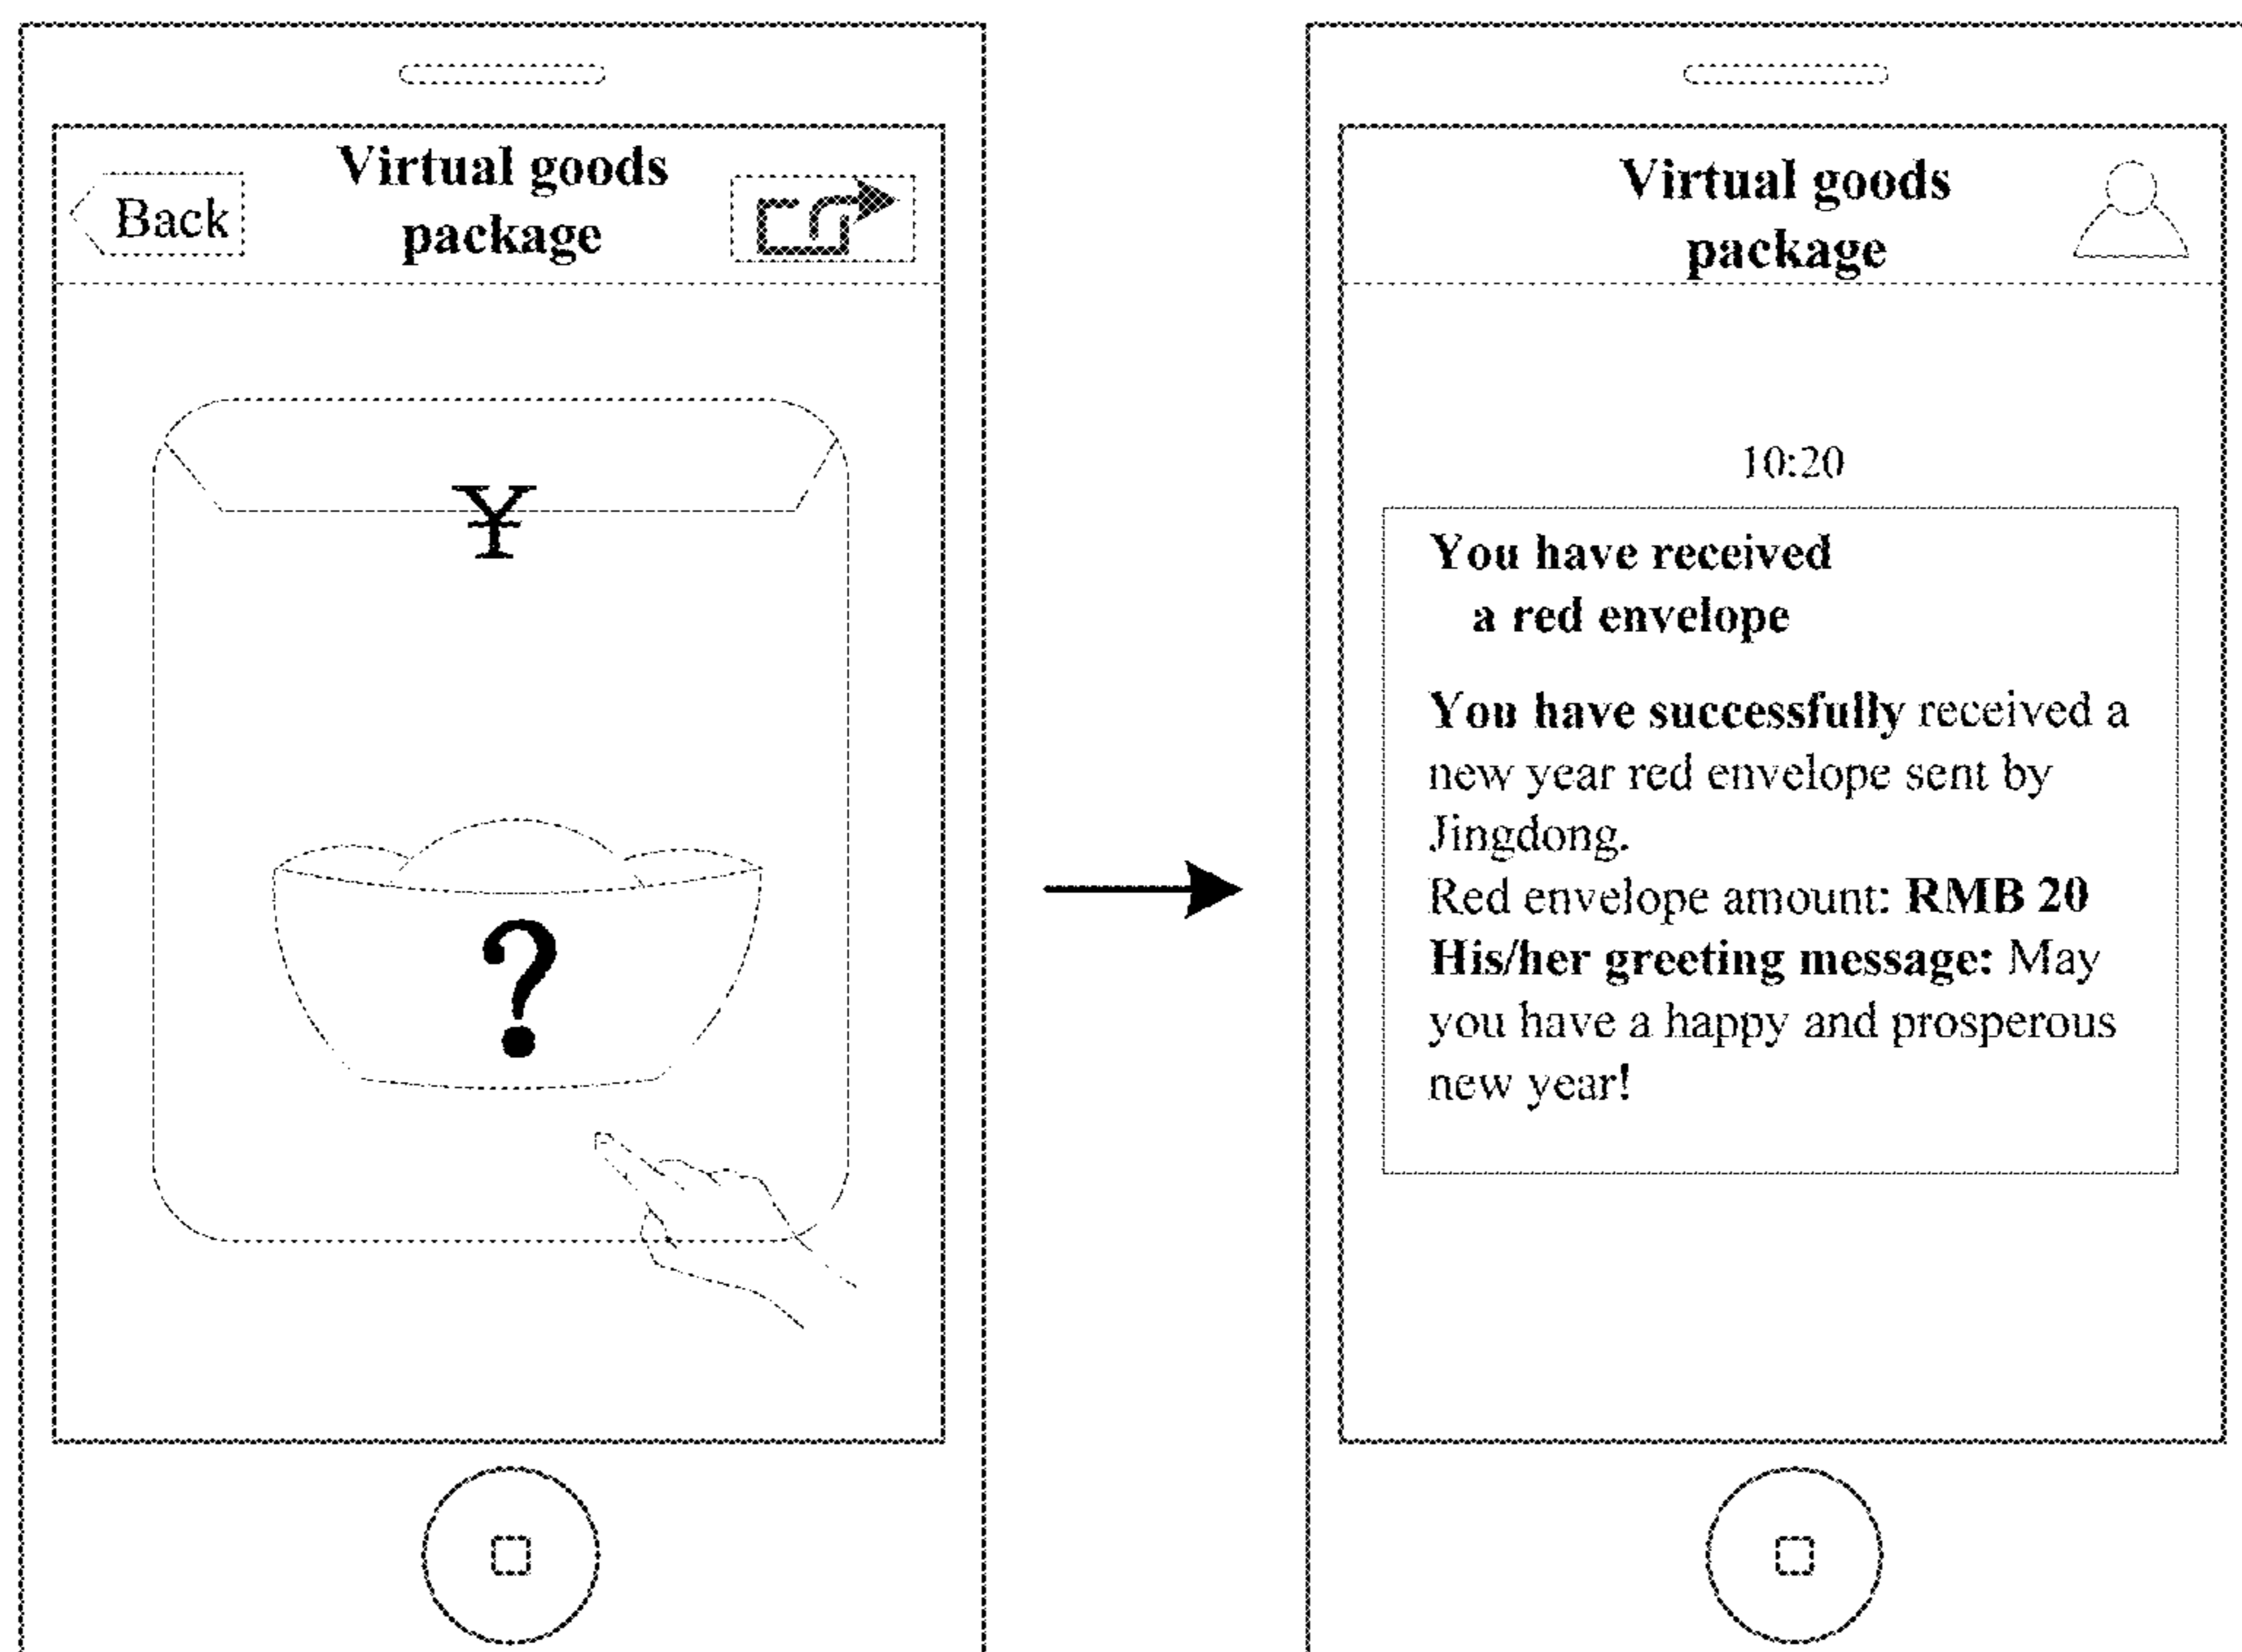 Virtual goods
package
Back
¥
?
Virtual goods
package
10:20
You have received
a red envelope
You have successfully received a
new year red envelope sent by
Jingdong.
Red envelope amount: RMB 20
His/her greeting message: May
you have a happy and prosperous
new year!